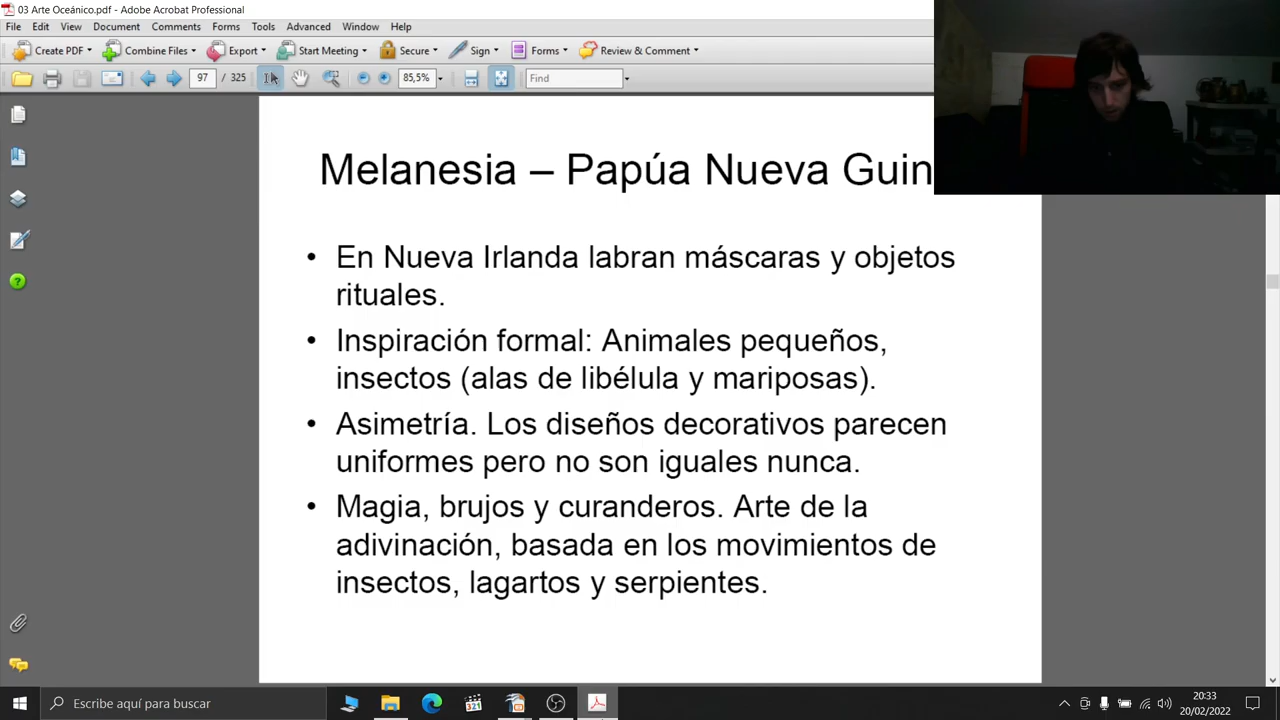 03 Arte Oceánico.pdf - Adobe Acrobat Professional
File Edit View Document Comments Forms Tools Advanced Window Help
Create PDF Combine Files Export Start Meeting Secure Sign Forms Review & Comment
97 / 325 85,5% Find
Melanesia – Papúa Nueva Guin
• En Nueva Irlanda labran máscaras y objetos
rituales.
• Inspiración formal: Animales pequeños,
insectos (alas de libélula y mariposas).
• Asimetría. Los diseños decorativos parecen
uniformes pero no son iguales nunca.
• Magia, brujos y curanderos. Arte de la
adivinación, basada en los movimientos de
insectos, lagartos y serpientes.
Escribe aquí para buscar
321
20:33
20/02/2022